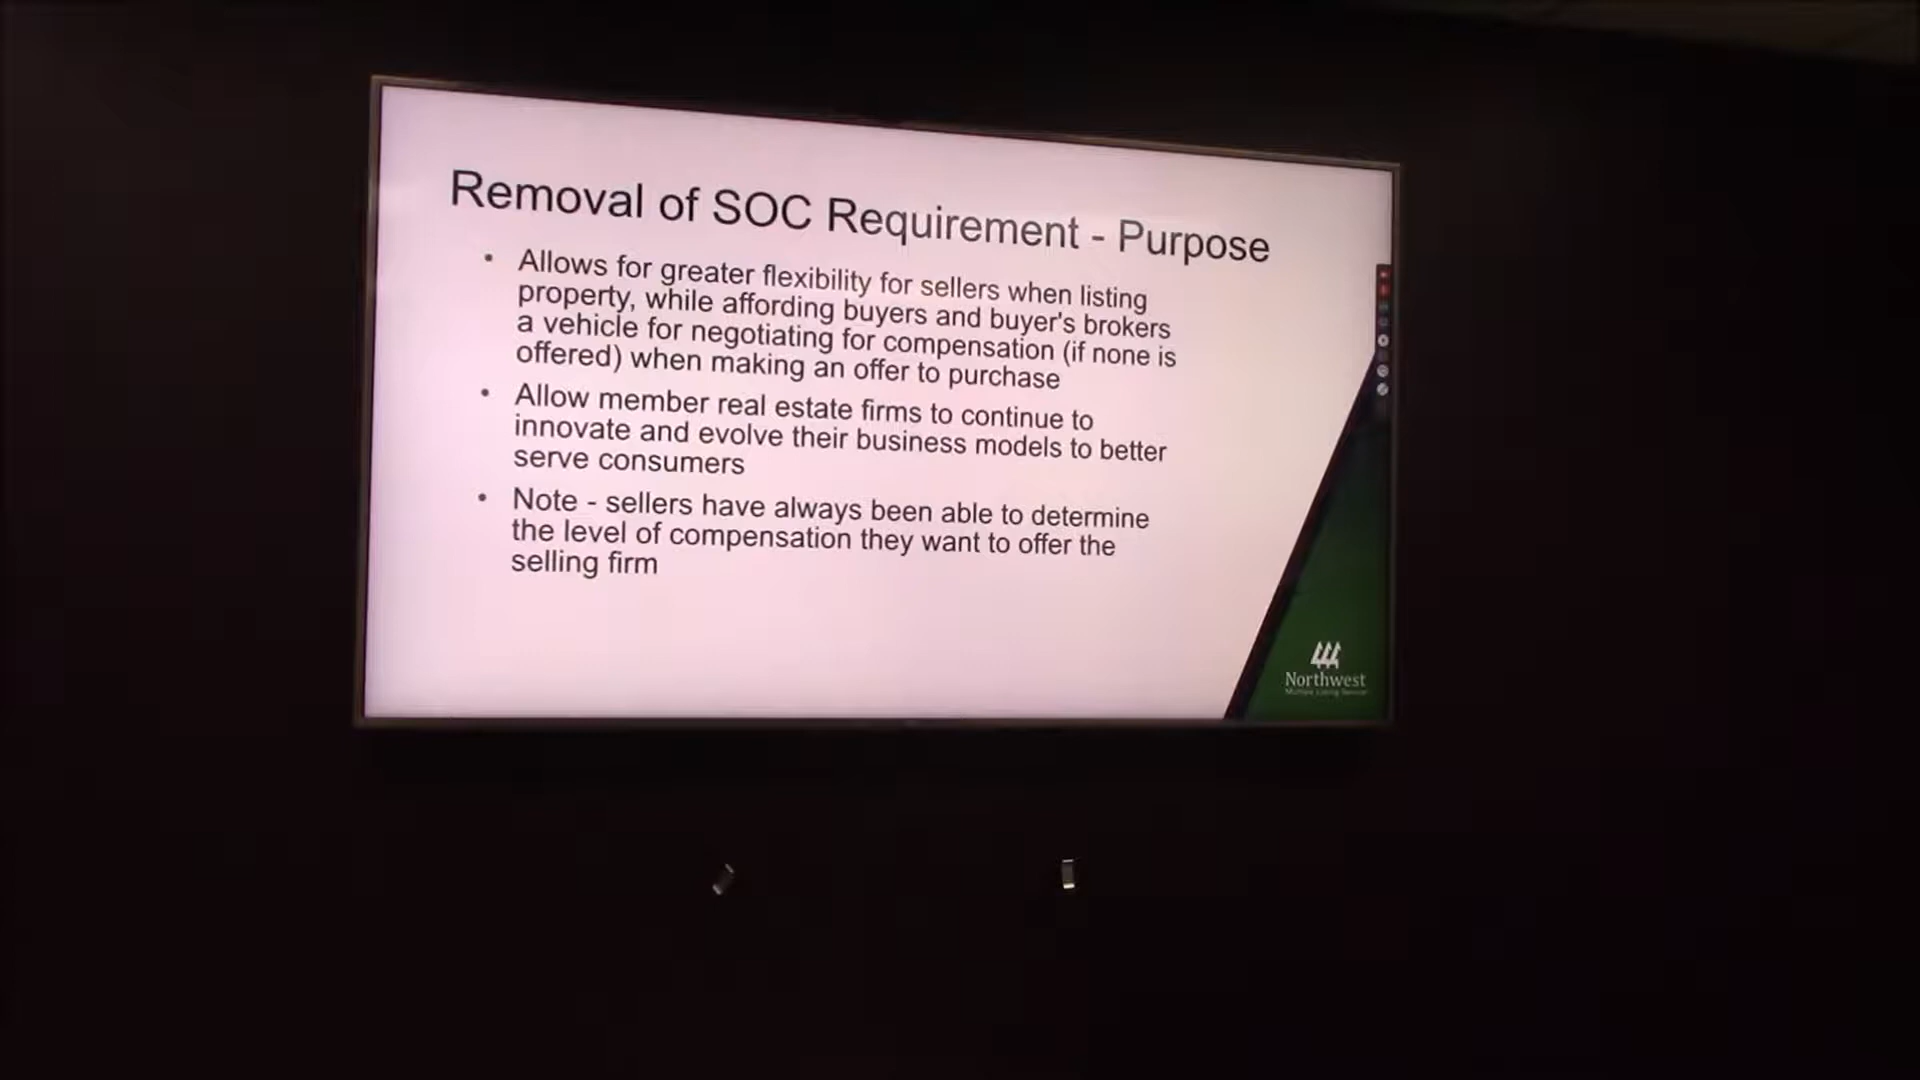 Removal of SOC Requirement - Purpose
• Allows for greater flexibility for sellers when listing
property, while affording buyers and buyer's brokers
a vehicle for negotiating for compensation (if none is
offered) when making an offer to purchase
• Allow member real estate firms to continue to
innovate and evolve their business models to better
serve consumers
• Note - sellers have always been able to determine
the level of compensation they want to offer the
selling firm
Northwest
Multiple Listing Service